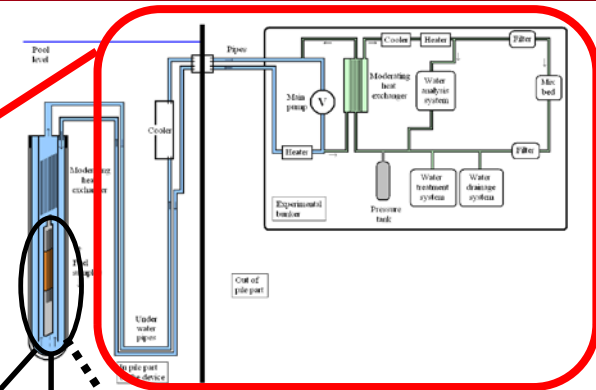 Pool
level
Pipes
Cooler
Heater
Filter
Moderating
heat
exchanger
Water
analysis
system
Mix
bed
Main
pump
V
Heater
Filter
Cooler
Moderating
heat
exchanger
Experimental
bunker
Pressure
tank
Water
treatment
system
Water
drainage
system
Out of
pile part
Under
water
pipes
In pile part
device